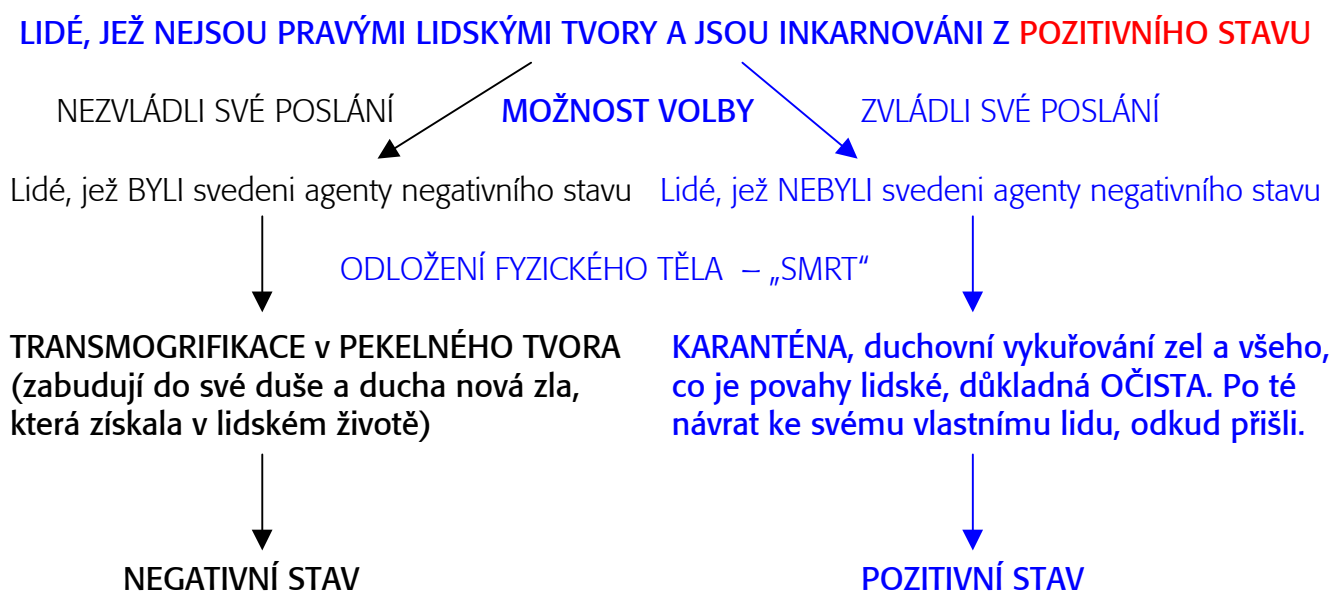 LIDÉ, JEŽ NEJSOU PRAVÝMI LIDSKÝMI TVORY A JSOU INKARNOVÁNI Z POZITIVNÍHO STAVU
NEZVLÁDLI SVÉ POSLÁNÍ
MOŽNOST VOLBY
ZVLÁDLI SVÉ POSLÁNÍ
Lidé, jež BYLI svedeni agenty negativního stavu
Lidé, jež NEBYLI svedeni agenty negativního stavu
ODLOŽENÍ FYZICKÉHO TĚLA – „SMRT“
TRANSMOGRIFIKACE v PEKELNÉHO TVORA
(zabudují do své duše a ducha nová zla,
která získala v lidském životě)
KARANTÉNA, duchovní vykuřování zel a všeho,
co je povahy lidské, důkladná OČISTA. Po té
návrat ke svému vlastnímu lidu, odkud přišli.
NEGATIVNÍ STAV
POZITIVNÍ STAV